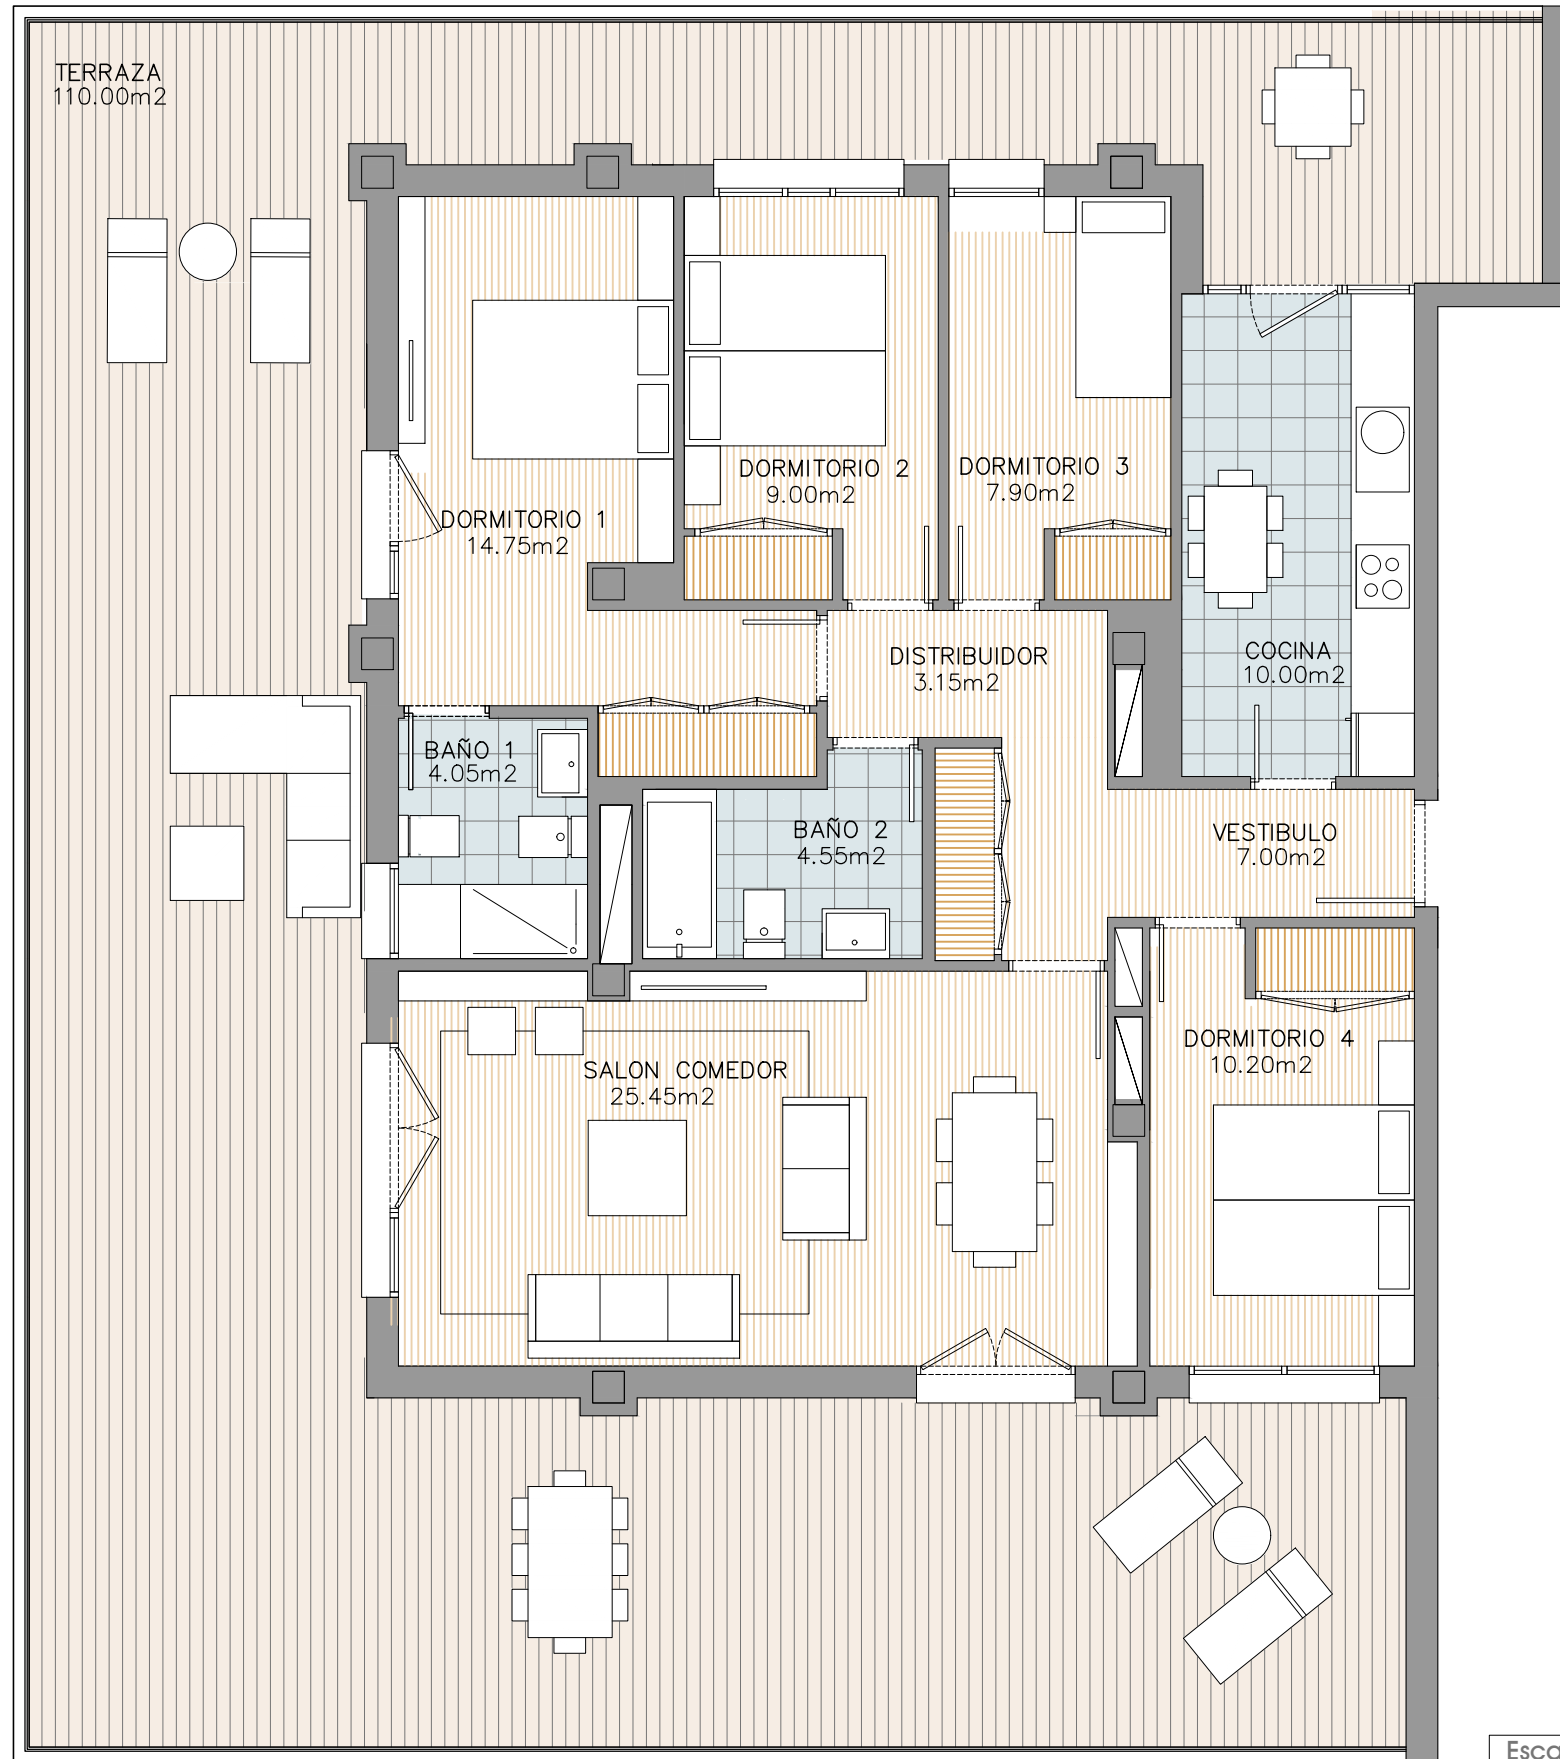 TERRAZA
110.00m2
DORMITORIO 1
14.75m2
DORMITORIO 2
9.00m2
DORMITORIO 3
7.90m2
DISTRIBUIDOR
3.15m2
COCINA
10.00m2
BAÑO 1
4.05m2
BAÑO 2
4.55m2
VESTIBULO
7.00m2
SALON COMEDOR
25.45m2
DORMITORIO 4
10.20m2